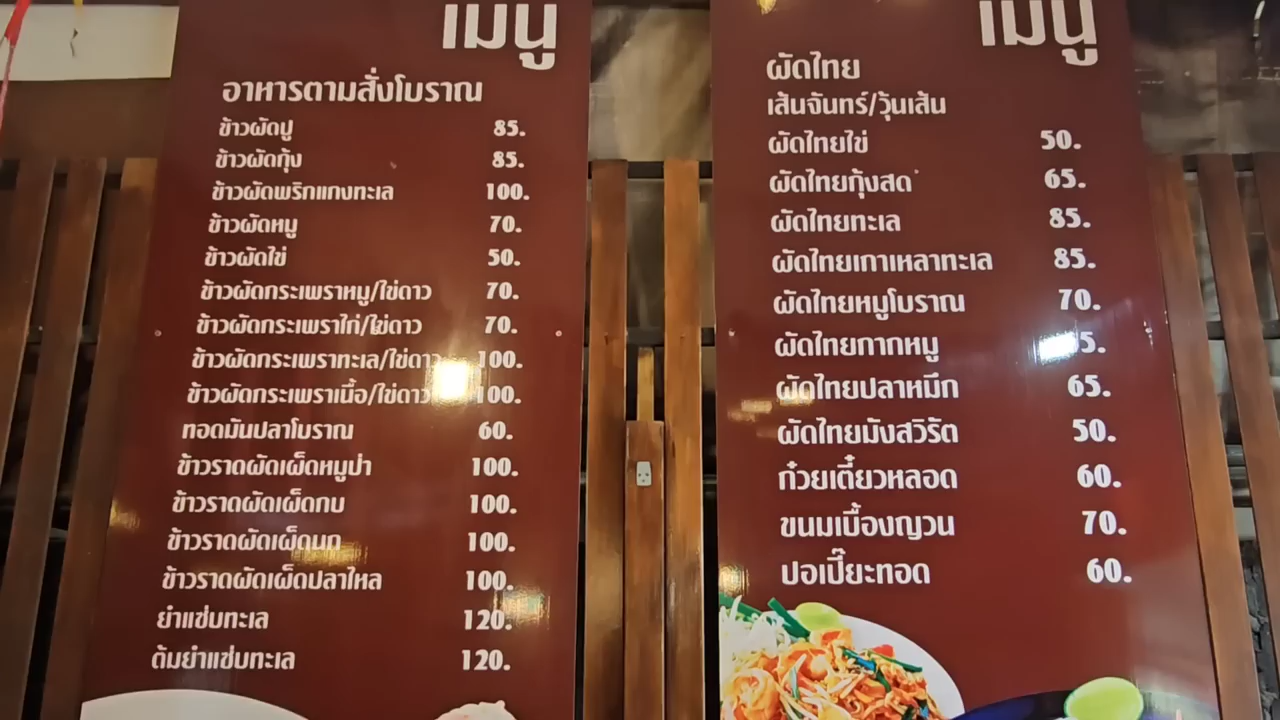 เมนู
อาหารตามสั่งโบราณ
ข้าวผัดปู 85.
ข้าวผัดกุ้ง 85.
ข้าวผัดพริกแกงทะเล 100.
ข้าวผัดหมู 70.
ข้าวผัดไข่ 50.
ข้าวผัดกระเพราหมู/ไข่ดาว 70.
ข้าวผัดกระเพราไก่/ไข่ดาว 70.
ข้าวผัดกระเพราทะเล/ไข่ดาว 100.
ข้าวผัดกระเพราเนื้อ/ไข่ดาว 100.
ทอดมันปลาโบราณ 60.
ข้าวราดผัดเผ็ดหมูป่า 100.
ข้าวราดผัดเผ็ดกบ 100.
ข้าวราดผัดเผ็ดนก 100.
ข้าวราดผัดเผ็ดปลาไหล 100.
ยำแซ่บทะเล 120.
ต้มยำแซ่บทะเล 120.
เมนู
ผัดไทย
เส้นจันทร์/วุ้นเส้น
ผัดไทยไข่ 50.
ผัดไทยกุ้งสด 65.
ผัดไทยทะเล 85.
ผัดไทยเกาเหลาทะเล 85.
ผัดไทยหมูโบราณ 70.
ผัดไทยกากหมู
ผัดไทยปลาหมึก 65.
ผัดไทยมังสวิรัต 50.
ก๋วยเตี๋ยวหลอด 60.
ขนมเบื้องญวน 70.
ปอเปี๊ยะทอด 60.